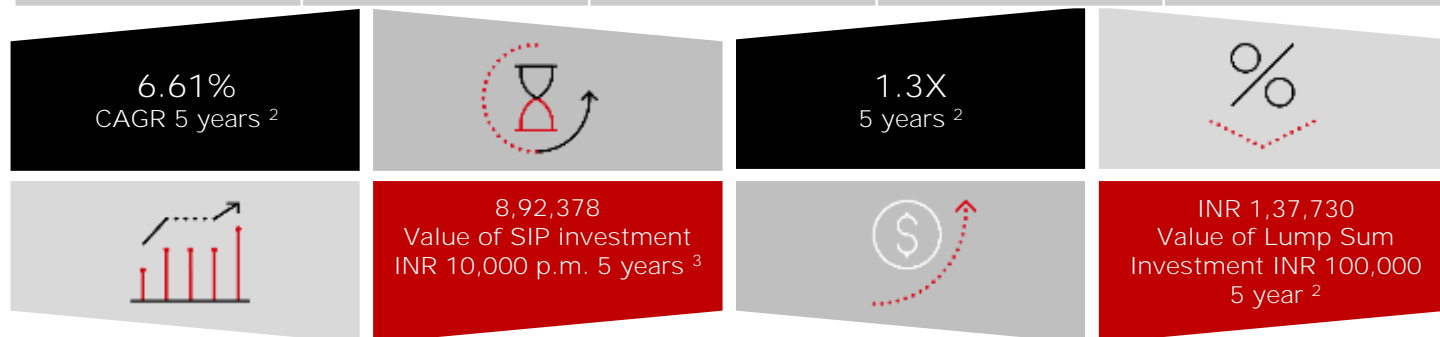 6.61%
CAGR 5 years ²
1.3X
5 years ²
8,92,378
Value of SIP investment
INR 10,000 p.m. 5 years ³
INR 1,37,730
Value of Lump Sum
Investment INR 100,000
5 year ²